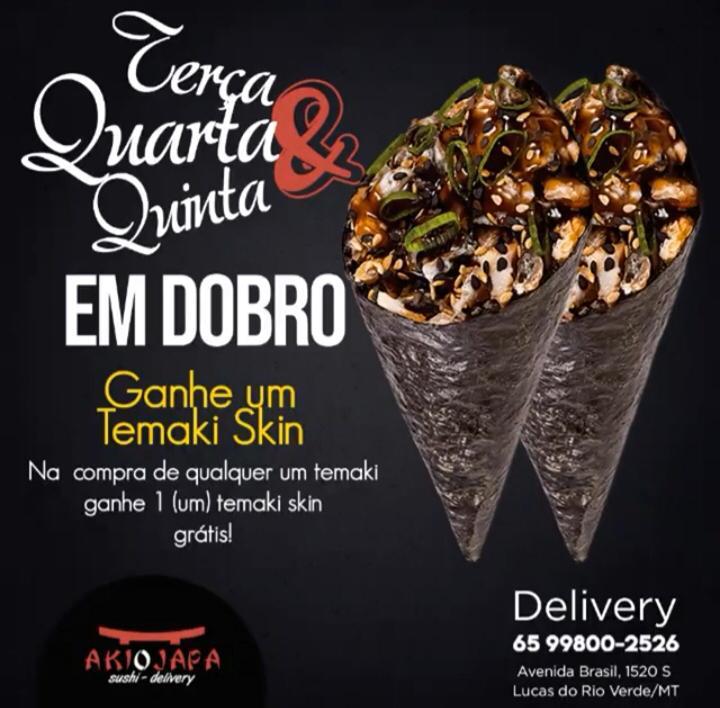 Terça
Quarta &
Quinta
EM DOBRO
Ganhe um
Temaki Skin
Na compra de qualquer um temaki
ganhe 1 (um) temaki skin
grátis!
AKIOJAPA
sushi - delivery
Delivery
65 99800-2526
Avenida Brasil, 1520 S
Lucas do Rio Verde/MT